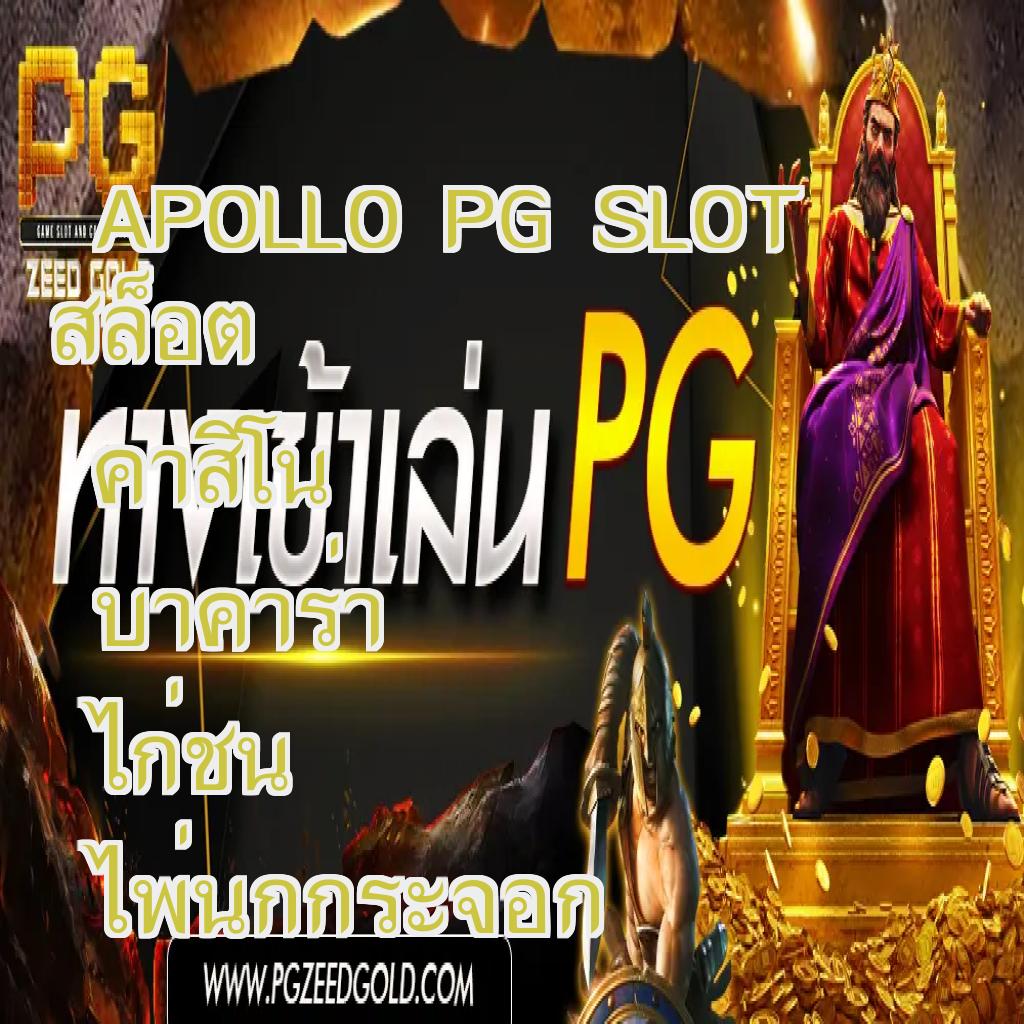 PG
APOLLO PG SLOT
GAME SLOT AND
ZEED GOLD
สล็อต
ทางเข้าเล่น PG
คาสิโน
บาคาร่า
ไก่ชน
ไพ่นกกระจอก
WWW.PGZEEDGOLD.COM